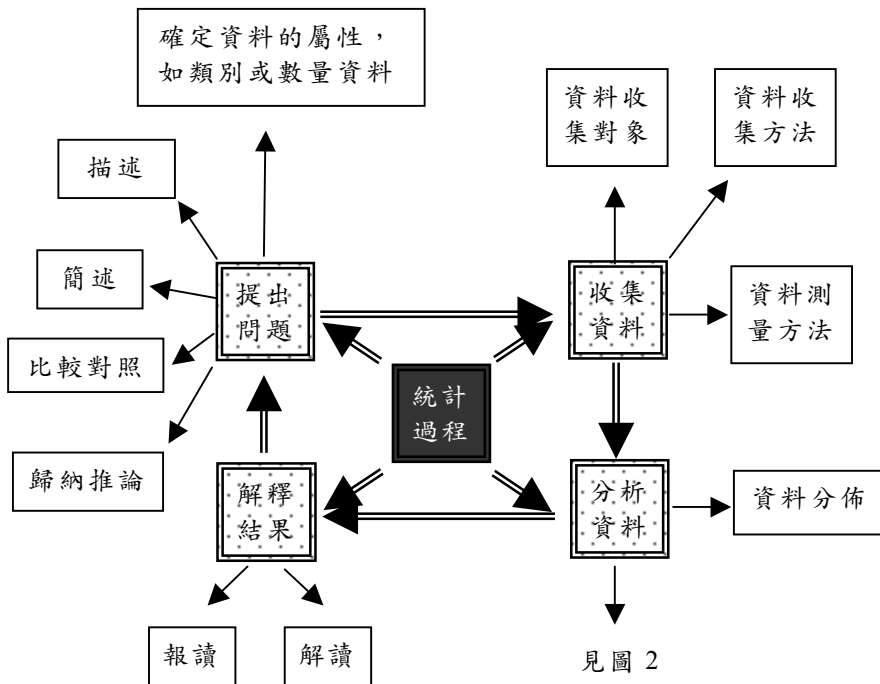 確定資料的屬性，
如類別或數量資料
資料收
集對象
資料收
集方法
描述
簡述
提出
問題
收集
資料
資料測
量方法
比較對照
統計
過程
歸納推論
解釋
結果
分析
資料
資料分佈
報讀
解讀
見圖 2